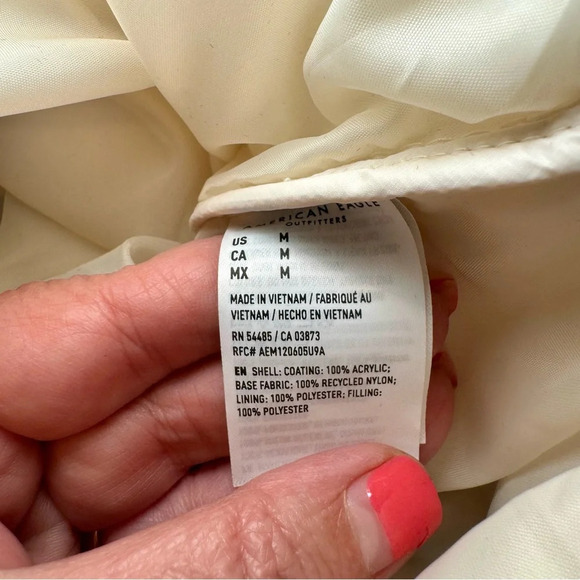 AMERICAN EAGLE
OUTFITTERS
US M
CA M
MX M
MADE IN VIETNAM / FABRIQUÉ AU
VIETNAM / HECHO EN VIETNAM
RN 54485 / CA 03873
RFC# AEM120605U9A
EN SHELL: COATING: 100% ACRYLIC;
BASE FABRIC: 100% RECYCLED NYLON;
LINING: 100% POLYESTER; FILLING:
100% POLYESTER